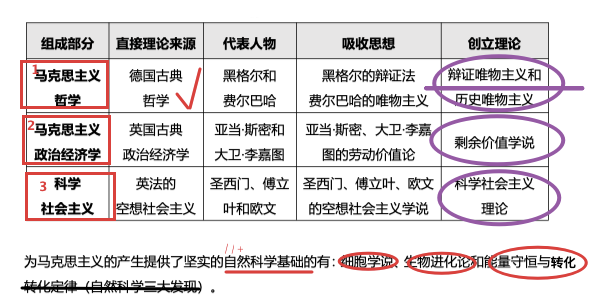 组成部分 直接理论来源 代表人物 吸收思想 创立理论
1 马克思主义 德国古典 黑格尔和 黑格尔的辩证法 辩证唯物主义和
哲学 哲学 费尔巴哈 费尔巴哈的唯物主义 历史唯物主义
2 马克思主义 英国古典 亚当·斯密和 亚当·斯密、大卫·李嘉
政治经济学 政治经济学 大卫·李嘉图 图的劳动价值论 剩余价值学说
3 科学 英法的 圣西门、傅立 圣西门、傅立叶、欧文 科学社会主义
社会主义 空想社会主义 叶和欧文 的空想社会主义学说 理论
为马克思主义的产生提供了坚实的自然科学基础的有：细胞学说、生物进化论和能量守恒与转化
转化定律（自然科学三大发现）。